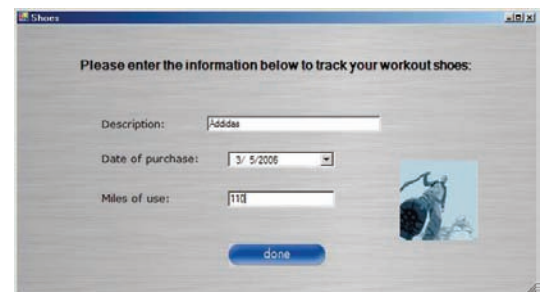 Shoes
Please enter the information below to track your workout shoes:
Description: Addidas
Date of purchase: 3/ 5/2006
Miles of use: 110
done